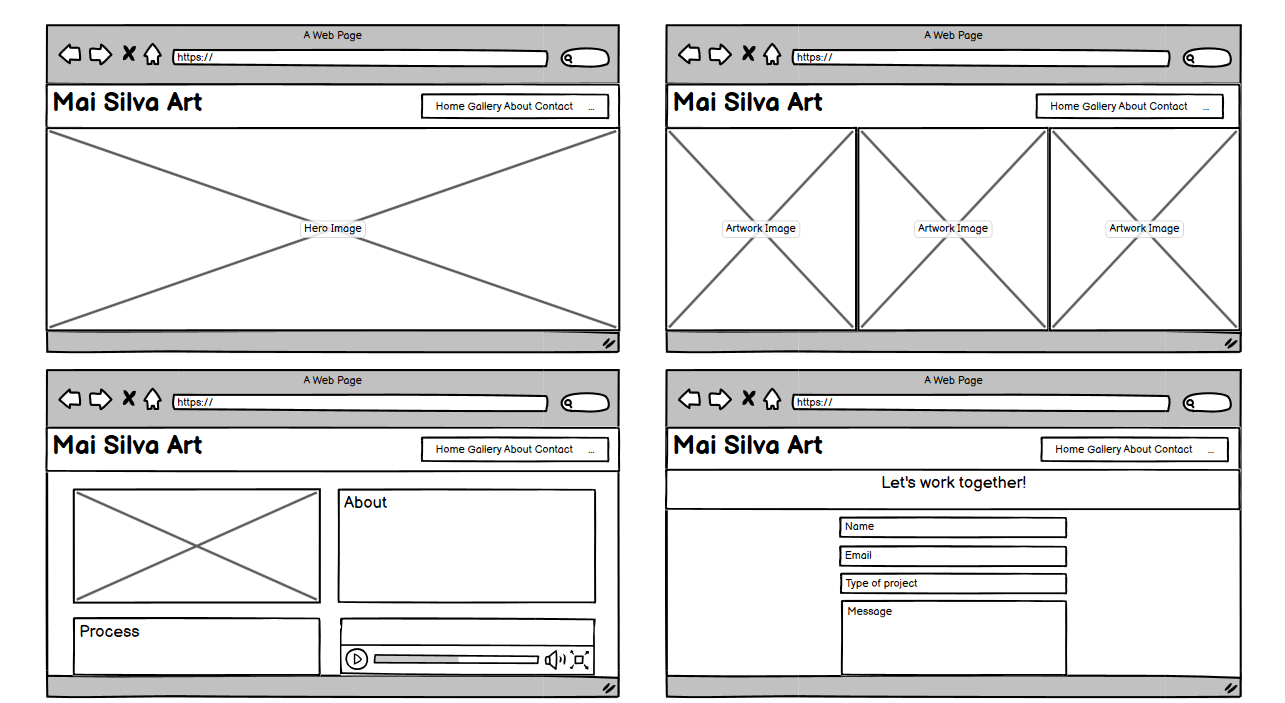 A Web Page
https://
Mai Silva Art
Home Gallery About Contact ...
Hero Image
A Web Page
https://
Mai Silva Art
Home Gallery About Contact ...
Artwork Image
Artwork Image
Artwork Image
A Web Page
https://
Mai Silva Art
Home Gallery About Contact ...
About
Process
A Web Page
https://
Mai Silva Art
Home Gallery About Contact ...
Let's work together!
Name
Email
Type of project
Message